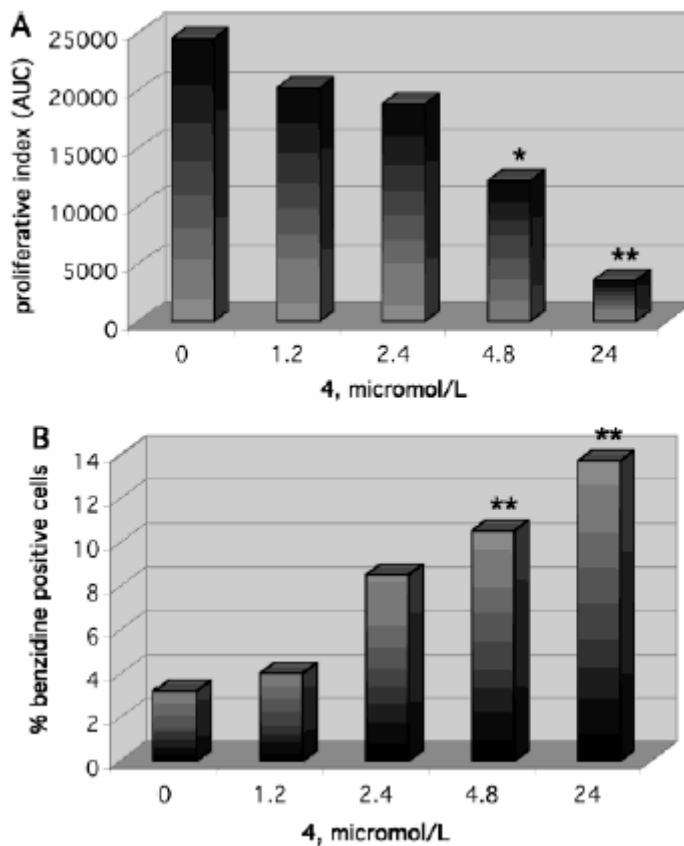 A
proliferative index (AUC)
25000
20000
15000
10000
5000
0
*
**
0 1.2 2.4 4.8 24
4, micromol/L
B
% benzidine positive cells
14
12
10
8
6
4
2
0
**
**
0 1.2 2.4 4.8 24
4, micromol/L